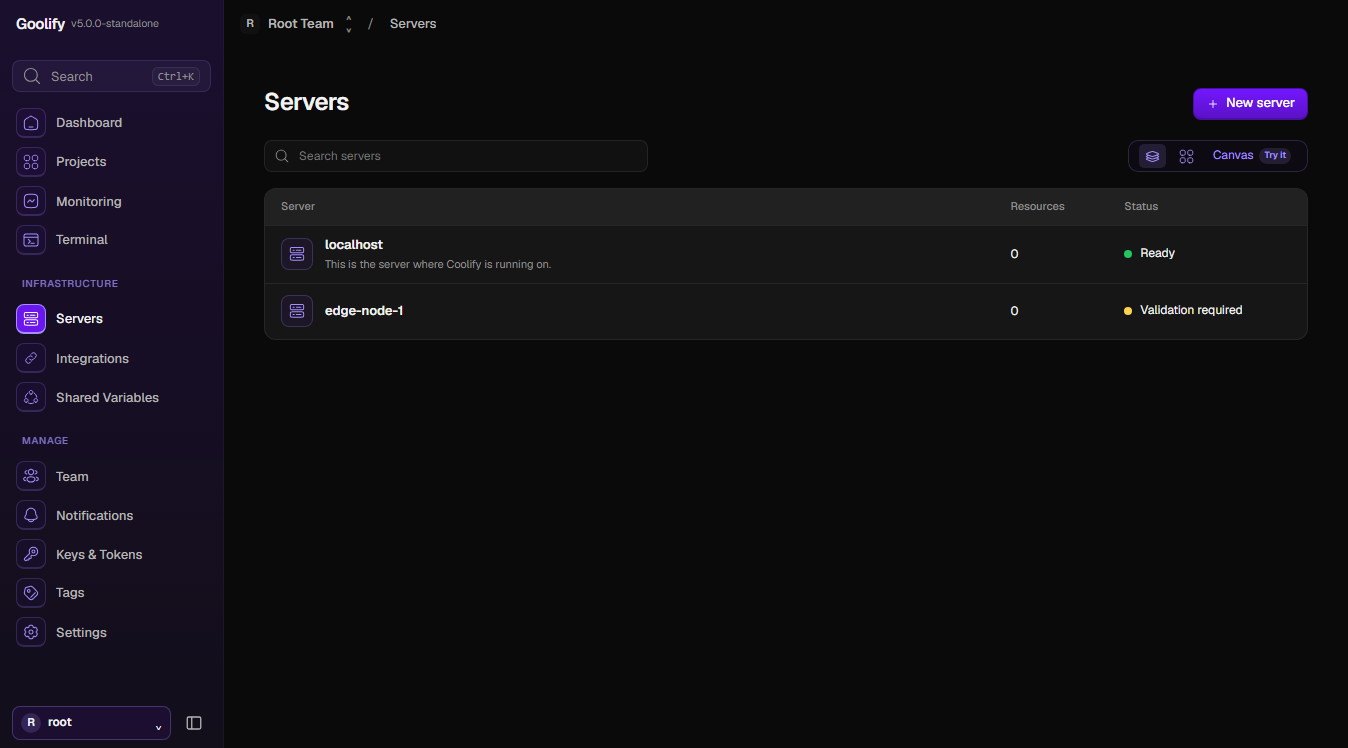 Goolify v5.0.0-standalone
Search Ctrl+K
Dashboard
Projects
Monitoring
Terminal
INFRASTRUCTURE
Servers
Integrations
Shared Variables
MANAGE
Team
Notifications
Keys & Tokens
Tags
Settings
R root
R Root Team / Servers
Servers
+ New server
Search servers
Canvas Try it
Server Resources Status
localhost
This is the server where Coolify is running on.
0 Ready
edge-node-1 0 Validation required